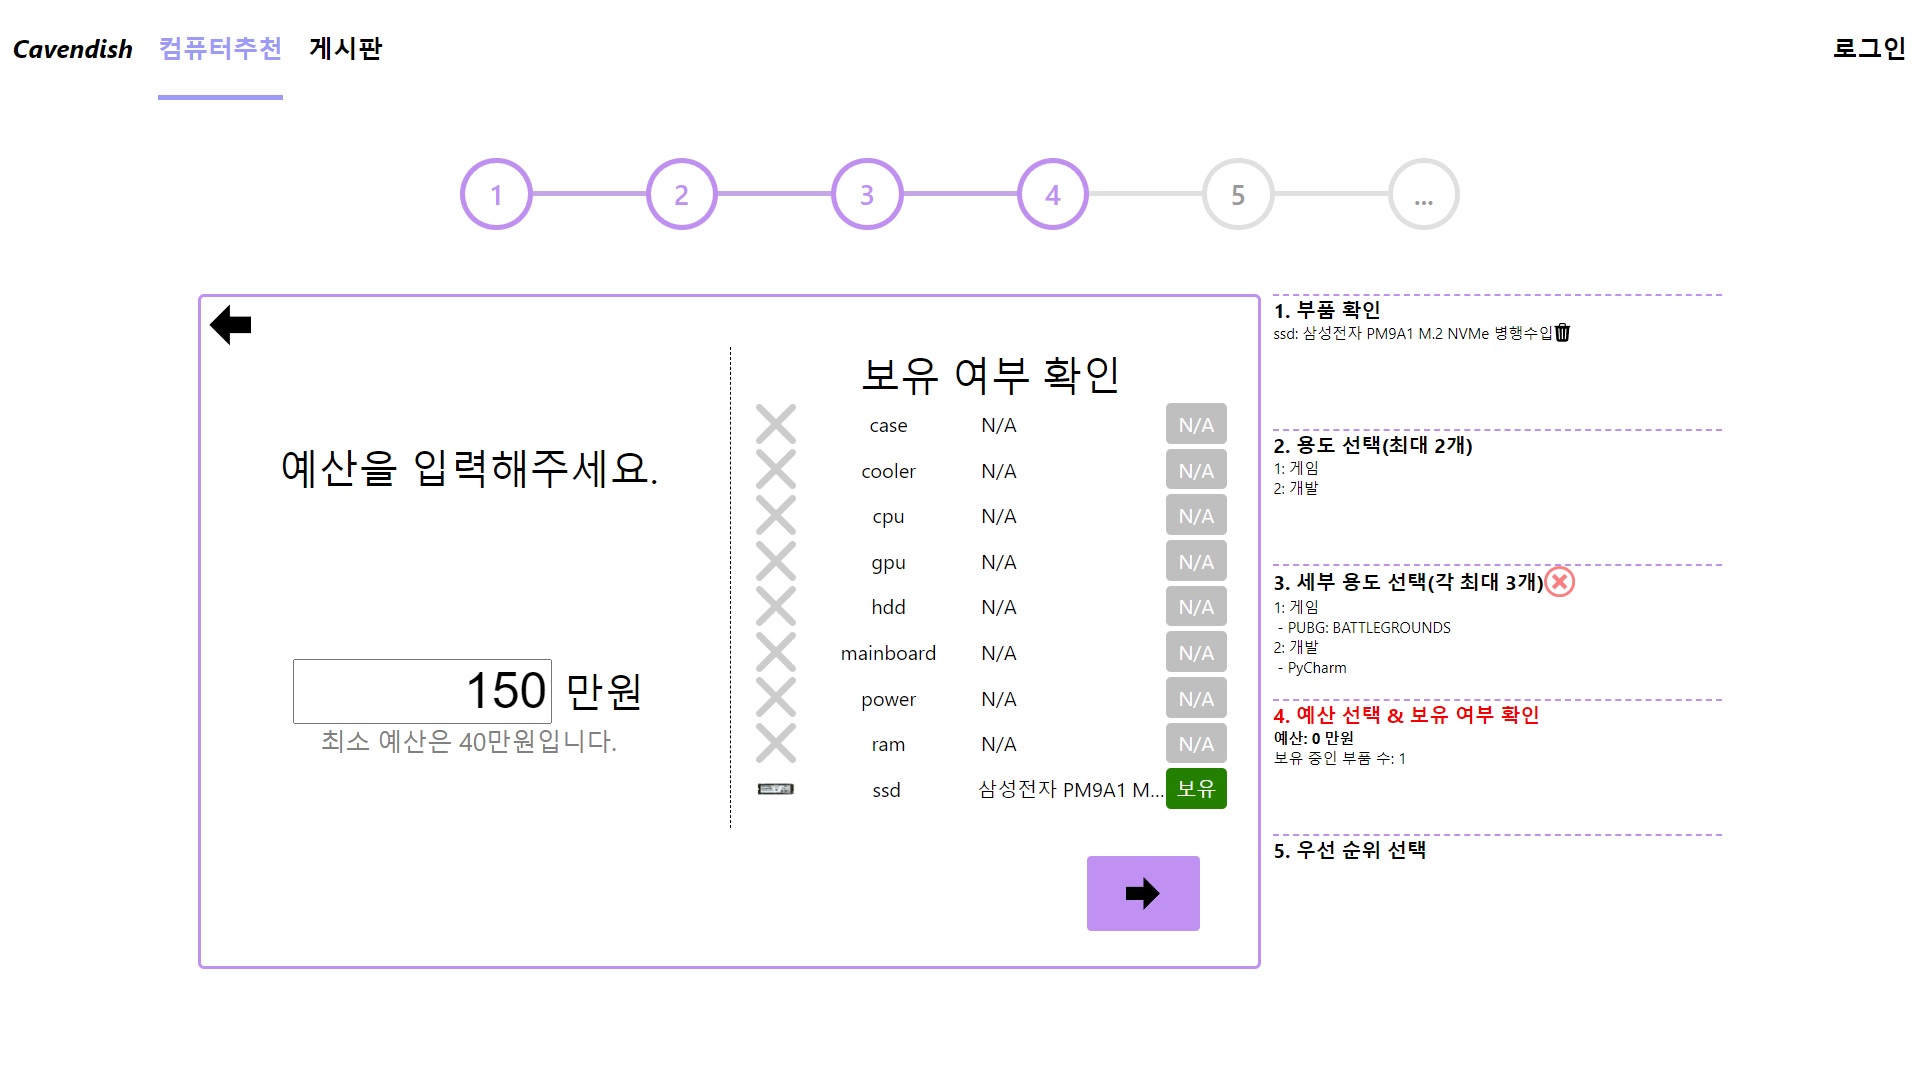 Cavendish 컴퓨터추천 게시판 로그인
1 2 3 4 5 ...
예산을 입력해주세요.
150 만원
최소 예산은 40만원입니다.
보유 여부 확인
case N/A N/A
cooler N/A N/A
cpu N/A N/A
gpu N/A N/A
hdd N/A N/A
mainboard N/A N/A
power N/A N/A
ram N/A N/A
ssd 삼성전자 PM9A1 M... 보유
1. 부품 확인
ssd: 삼성전자 PM9A1 M.2 NVMe 병행수입
2. 용도 선택(최대 2개)
1: 게임
2: 개발
3. 세부 용도 선택(각 최대 3개)
1: 게임
- PUBG: BATTLEGROUNDS
2: 개발
- PyCharm
4. 예산 선택 & 보유 여부 확인
예산: 0 만원
보유 중인 부품 수: 1
5. 우선 순위 선택